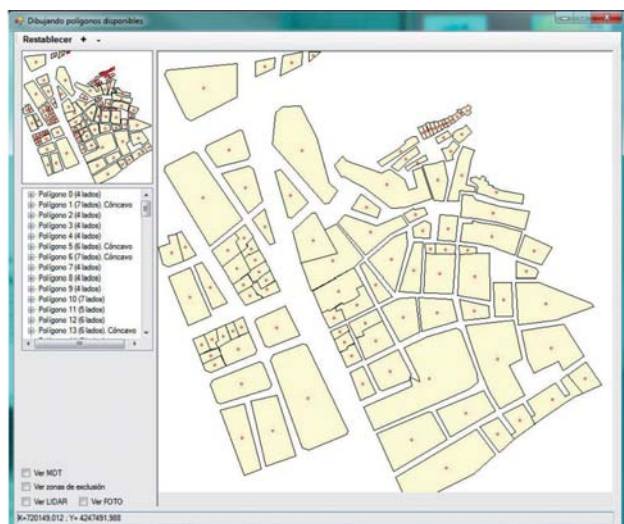 Dibujando polígonos disponibles
Restablecer + -
Polígono 0 (4 lados)
Polígono 1 (7 lados). Cóncavo
Polígono 2 (4 lados)
Polígono 3 (4 lados)
Polígono 4 (4 lados)
Polígono 5 (6 lados). Cóncavo
Polígono 6 (7 lados). Cóncavo
Polígono 7 (4 lados)
Polígono 8 (4 lados)
Polígono 9 (4 lados)
Polígono 10 (7 lados)
Polígono 11 (5 lados)
Polígono 12 (6 lados)
Polígono 13 (6 lados). Cóncavo
Ver MDT
Ver zonas de exclusión
Ver LIDAR Ver FOTO
X=720149.012 ; Y= 4247491.988